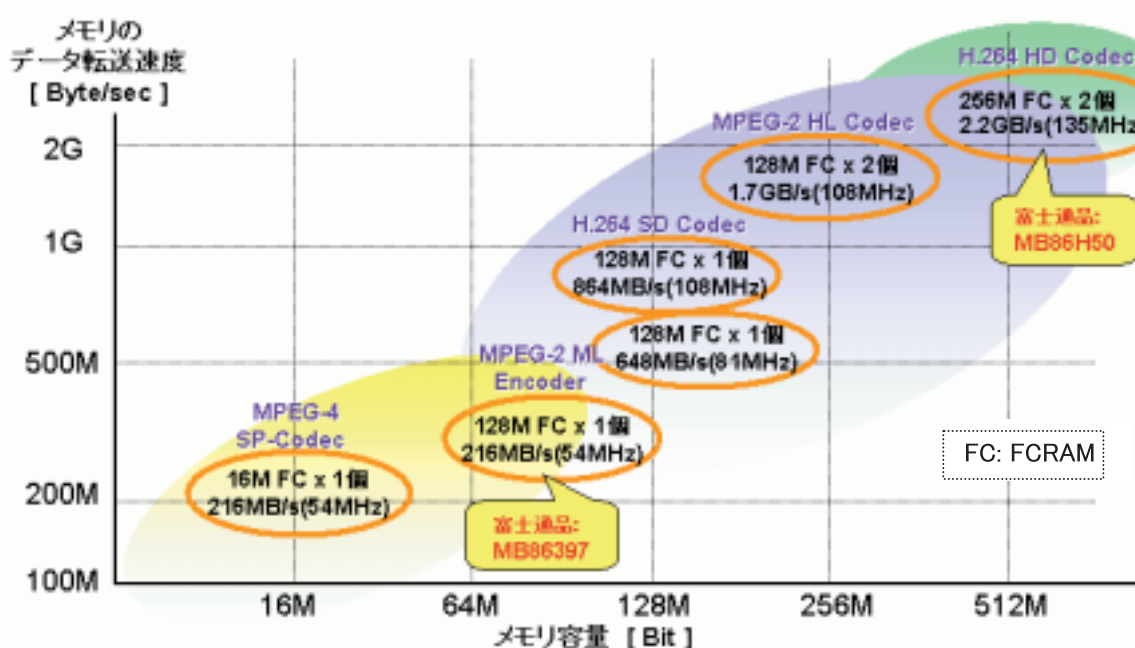 メモリの
データ転送速度
[ Byte/sec ]
2G
1G
500M
200M
100M
16M
64M
128M
256M
512M
メモリ容量 [ Bit ]
H.264 HD Codec
256M FC x 2個
2.2GB/s(135MHz
富士通品:
MB86H50
MPEG-2 HL Codec
128M FC x 2個
1.7GB/s(108MHz)
H.264 SD Codec
128M FC x 1個
864MB/s(108MHz)
128M FC x 1個
648MB/s(81MHz)
MPEG-2 ML
Encoder
128M FC x 1個
216MB/s(54MHz)
富士通品:
MB86397
MPEG-4
SP-Codec
16M FC x 1個
216MB/s(54MHz)
FC: FCRAM